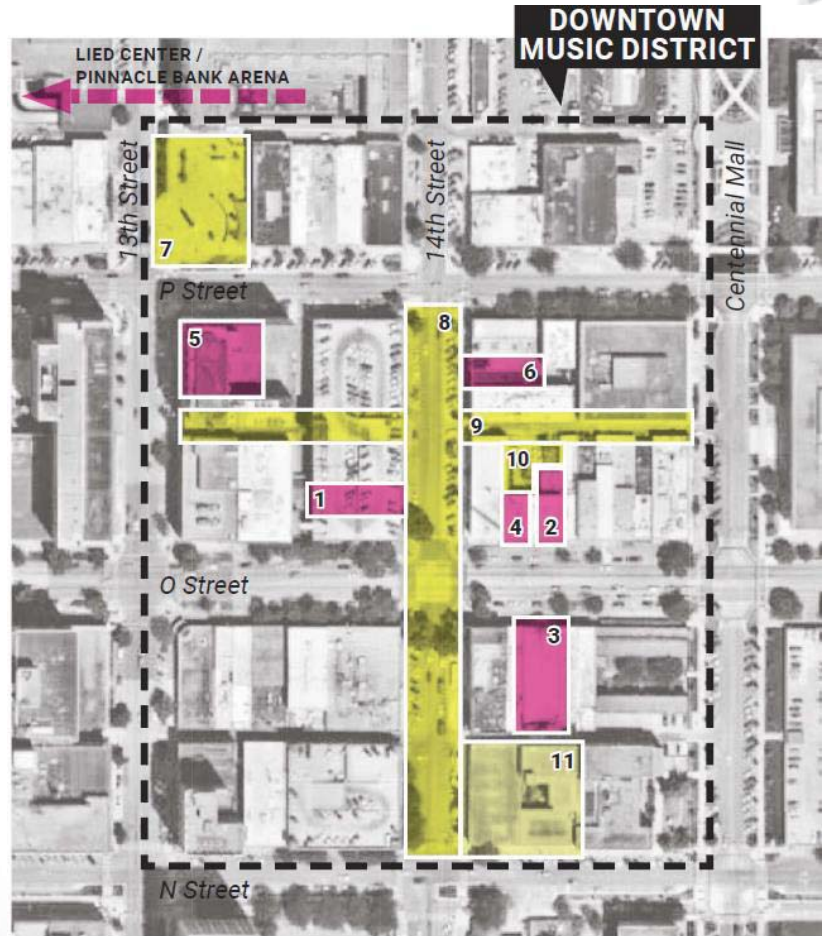 DOWNTOWN
MUSIC DISTRICT
LIED CENTER /
PINNACLE BANK ARENA
13th Street
14th Street
Centennial Mall
7
P Street
5
8
6
9
10
1
4
2
O Street
3
11
N Street